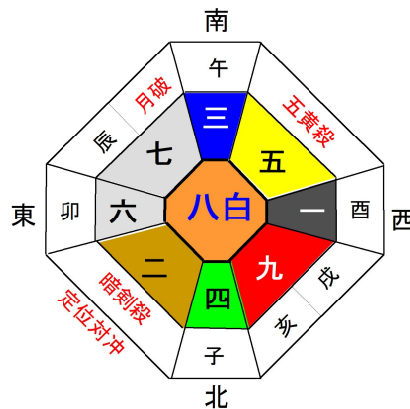 南
午
月破
五黄殺
辰
三
七
五
東
卯
六
八白
一
酉
西
二
九
四
戌
暗剣殺
定位対冲
亥
子
北